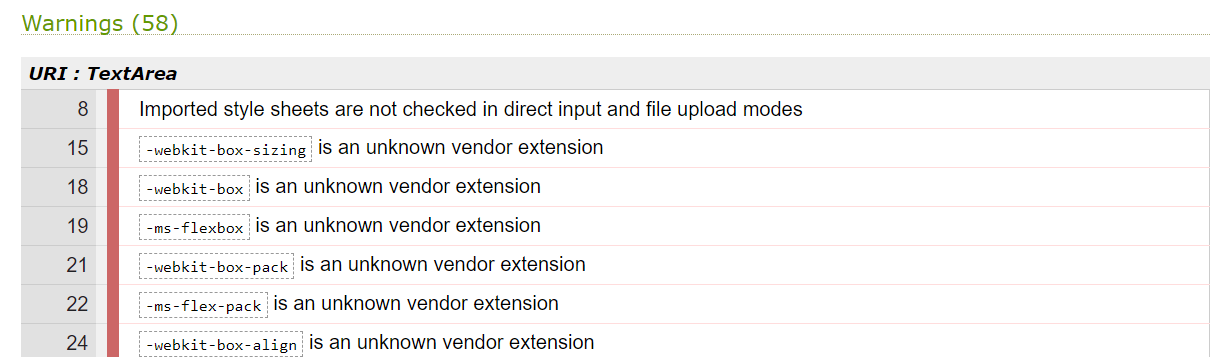 Warnings (58)
URI : TextArea
8 Imported style sheets are not checked in direct input and file upload modes
15 -webkit-box-sizing is an unknown vendor extension
18 -webkit-box is an unknown vendor extension
19 -ms-flexbox is an unknown vendor extension
21 -webkit-box-pack is an unknown vendor extension
22 -ms-flex-pack is an unknown vendor extension
24 -webkit-box-align is an unknown vendor extension